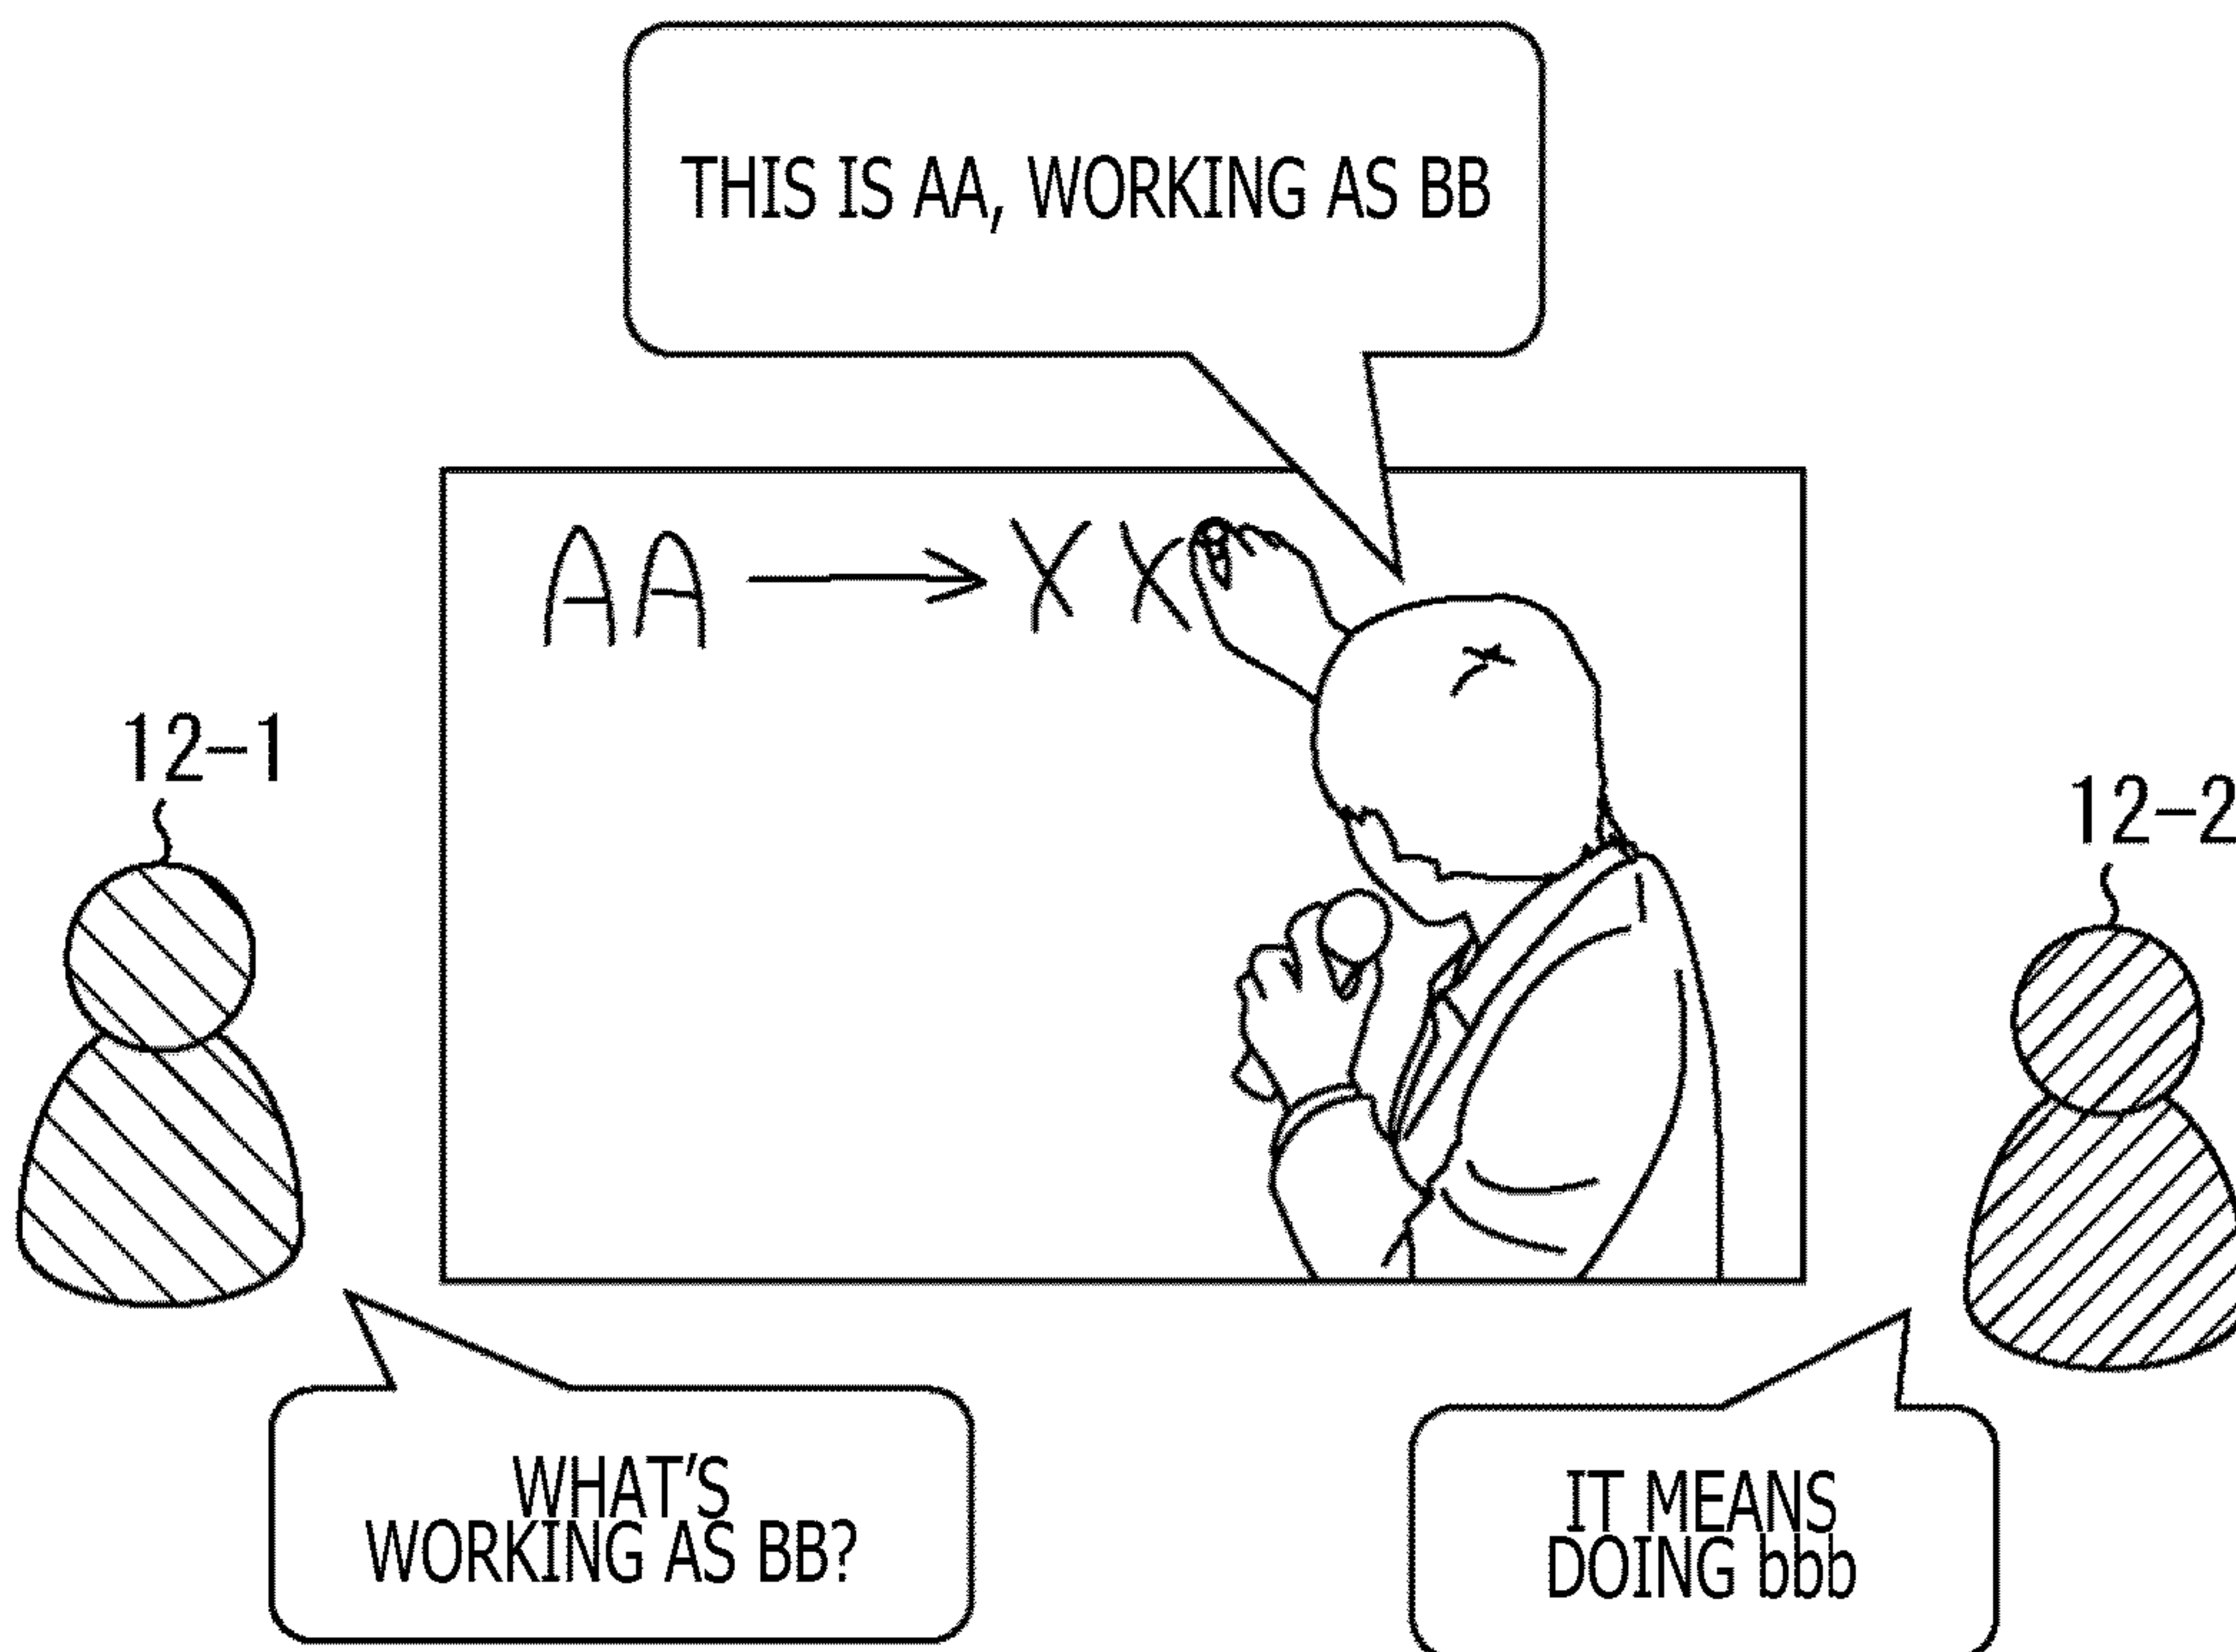 THIS IS AA, WORKING AS BB
AA → XX
12-1
12-2
WHAT'S
WORKING AS BB?
IT MEANS
DOING bbb